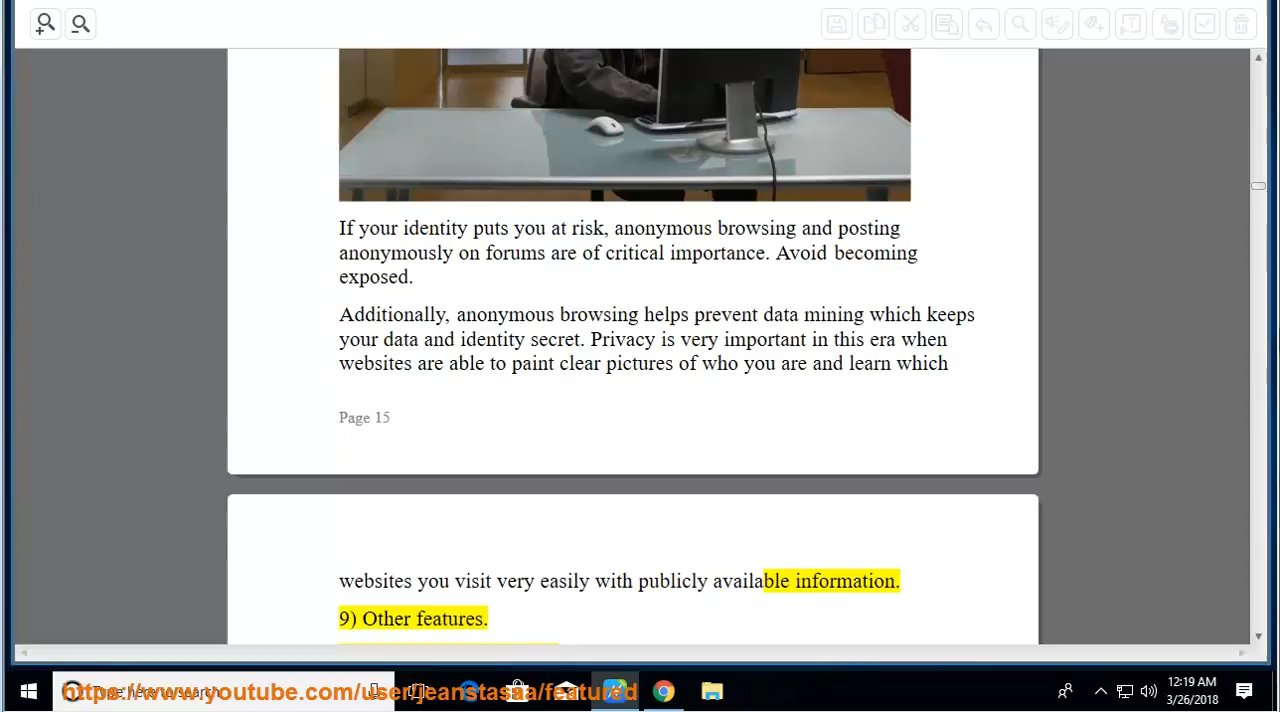 If your identity puts you at risk, anonymous browsing and posting
anonymously on forums are of critical importance. Avoid becoming
exposed.
Additionally, anonymous browsing helps prevent data mining which keeps
your data and identity secret. Privacy is very important in this era when
websites are able to paint clear pictures of who you are and learn which
Page 15
websites you visit very easily with publicly available information.
9) Other features.
Type here to search
https://www.youtube.com/user/jeanstasaa/featured
12:19 AM
3/26/2018